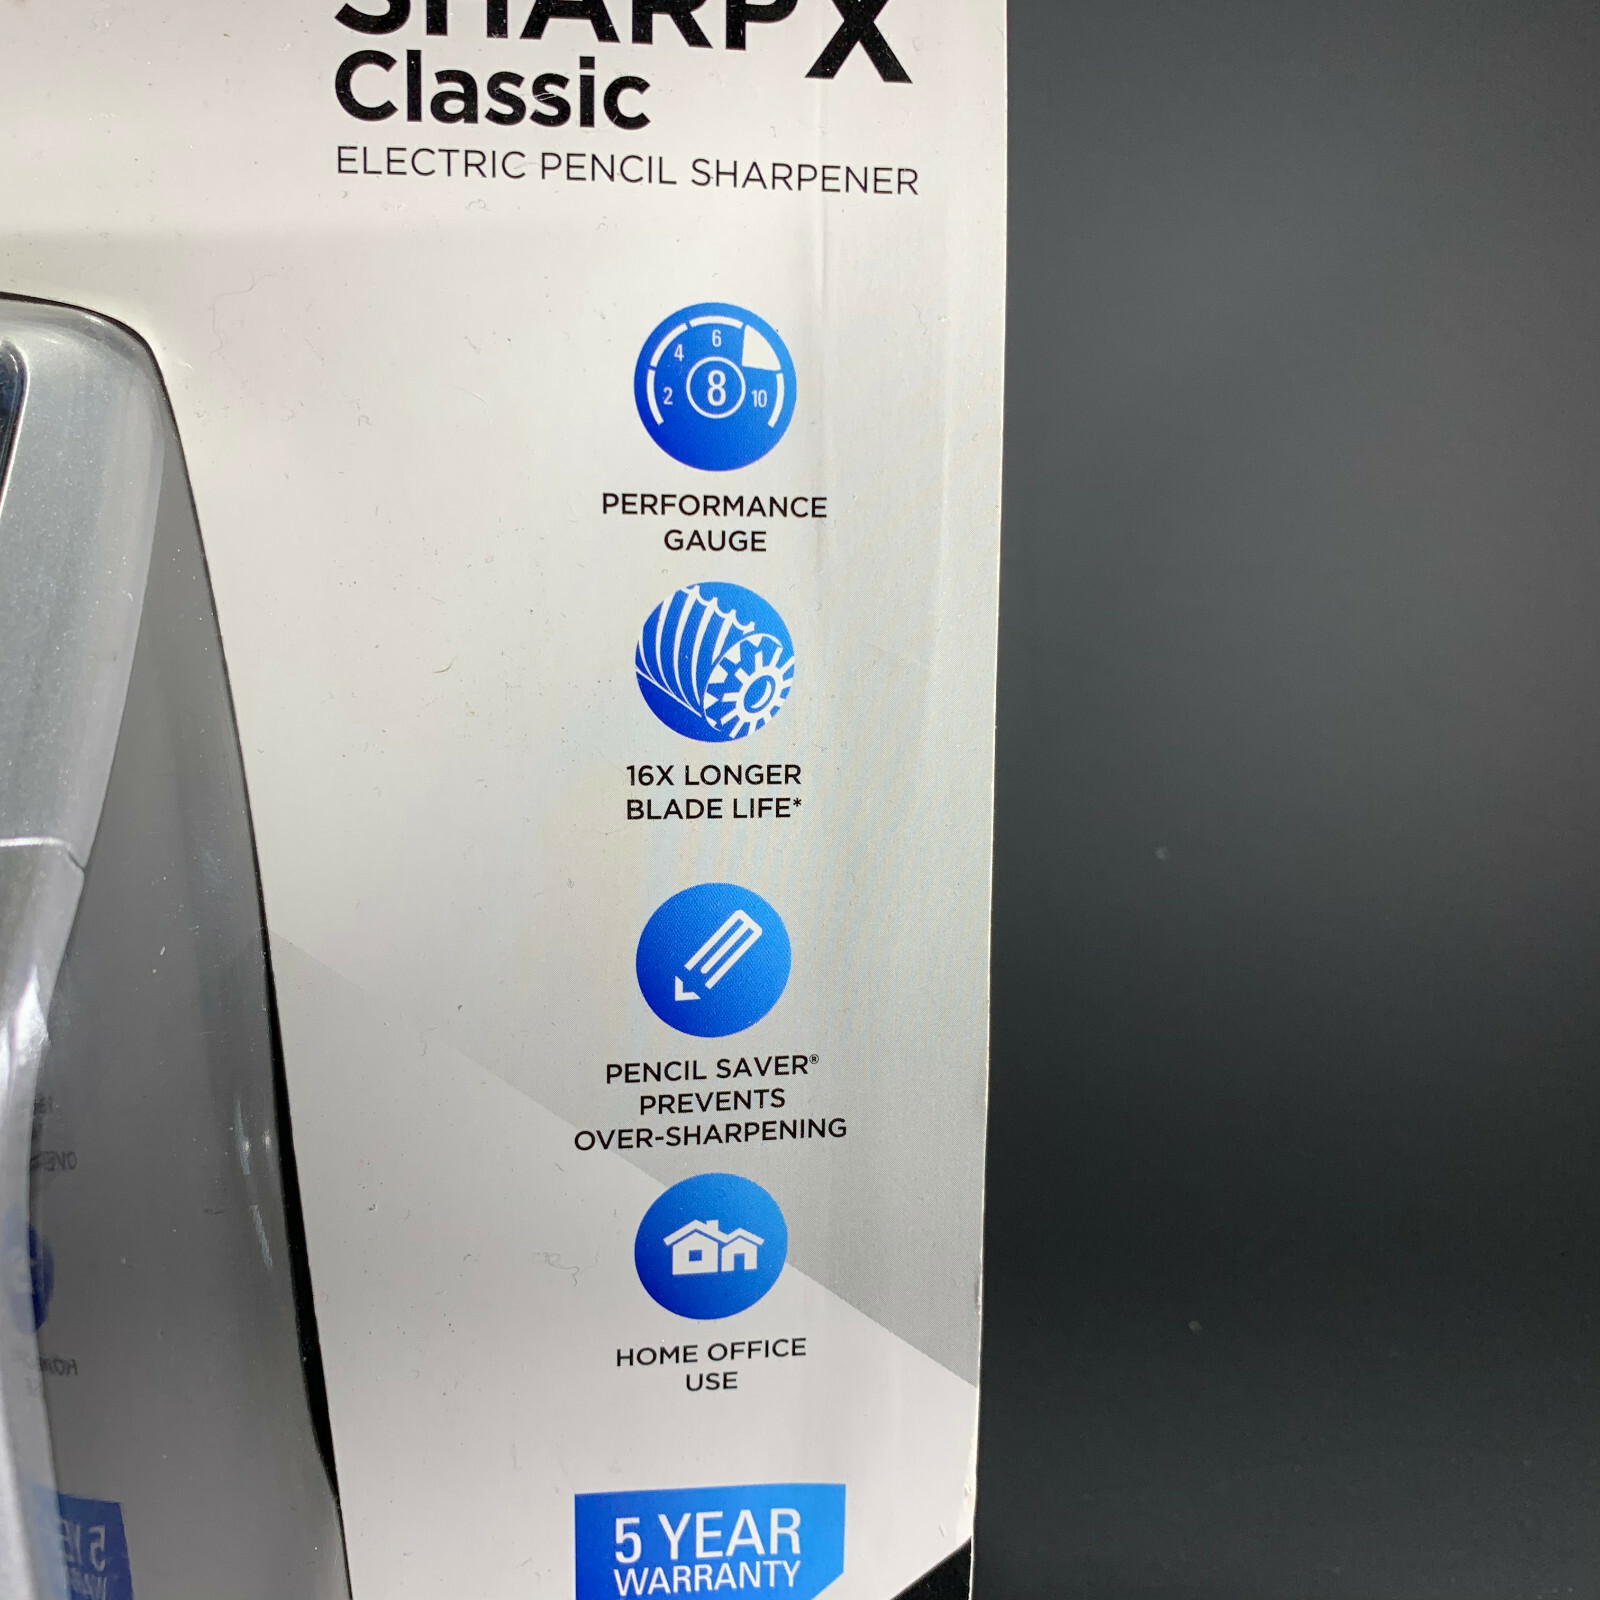 SHARPX
Classic
ELECTRIC PENCIL SHARPENER
2 4 6 8 10
PERFORMANCE
GAUGE
16X LONGER
BLADE LIFE*
PENCIL SAVER®
PREVENTS
OVER-SHARPENING
HOME OFFICE
USE
5 YEAR
WARRANTY